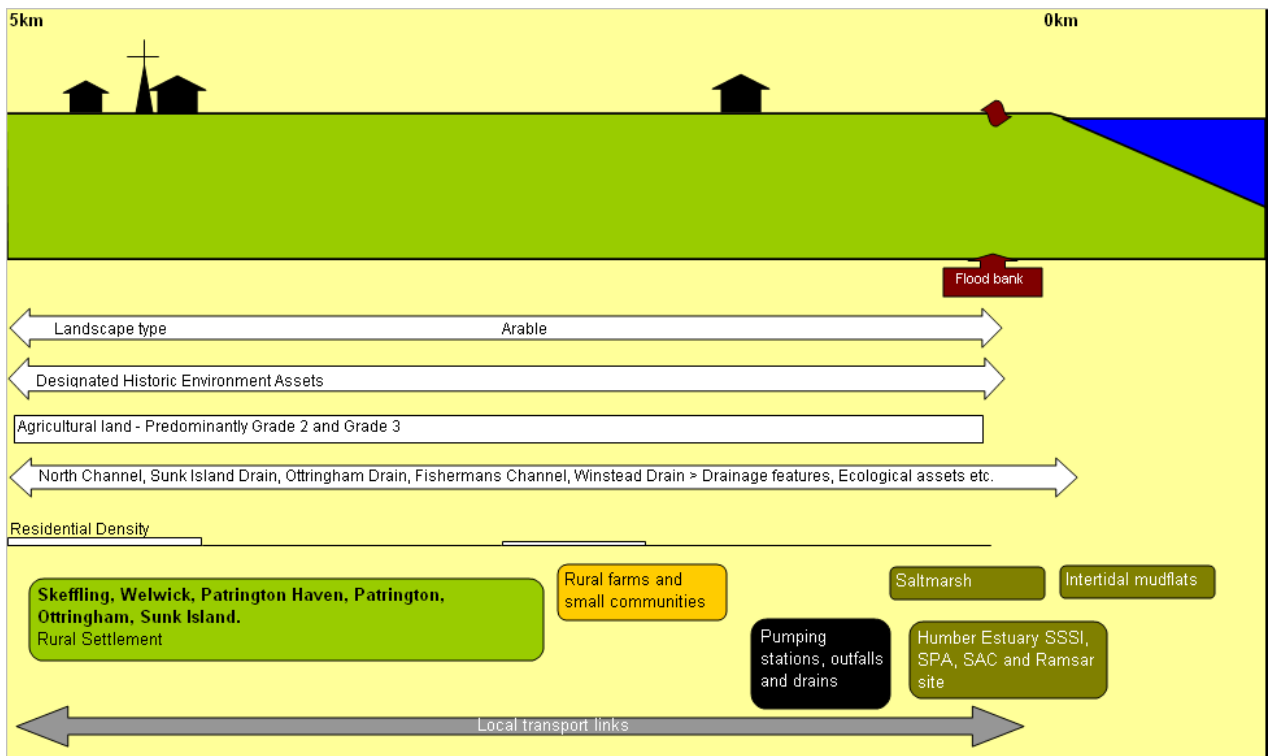 5km
0km
Flood bank
Landscape type
Arable
Designated Historic Environment Assets
Agricultural land - Predominantly Grade 2 and Grade 3
North Channel, Sunk Island Drain, Ottringham Drain, Fishermans Channel, Winstead Drain > Drainage features, Ecological assets etc.
Residential Density
Skeffling, Welwick, Patrington Haven, Patrington,
Ottringham, Sunk Island.
Rural Settlement
Rural farms and
small communities
Pumping
stations, outfalls
and drains
Saltmarsh
Intertidal mudflats
Humber Estuary SSSI,
SPA, SAC and Ramsar
site
Local transport links